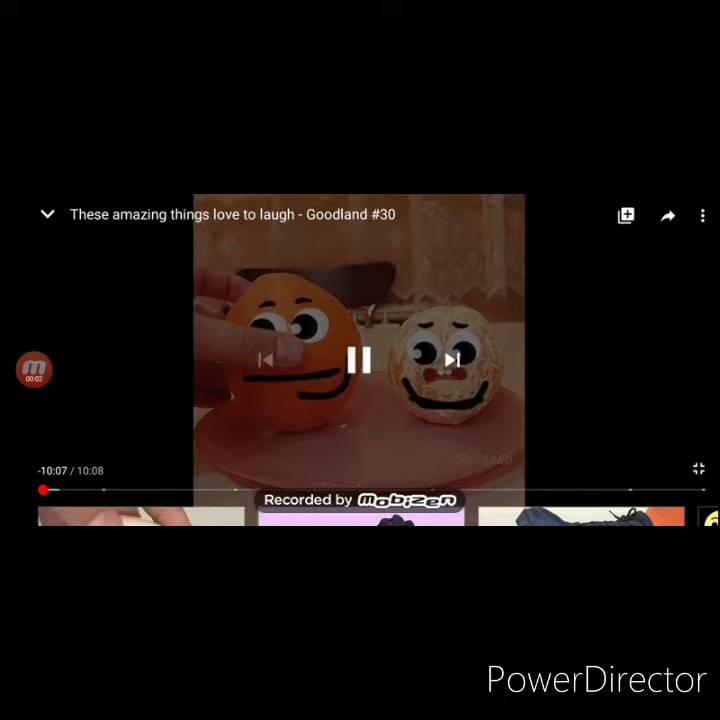 These amazing things love to laugh - Goodland #30
00:02
GOODLAND
-10:07 / 10:08
Recorded by mobizen
PowerDirector